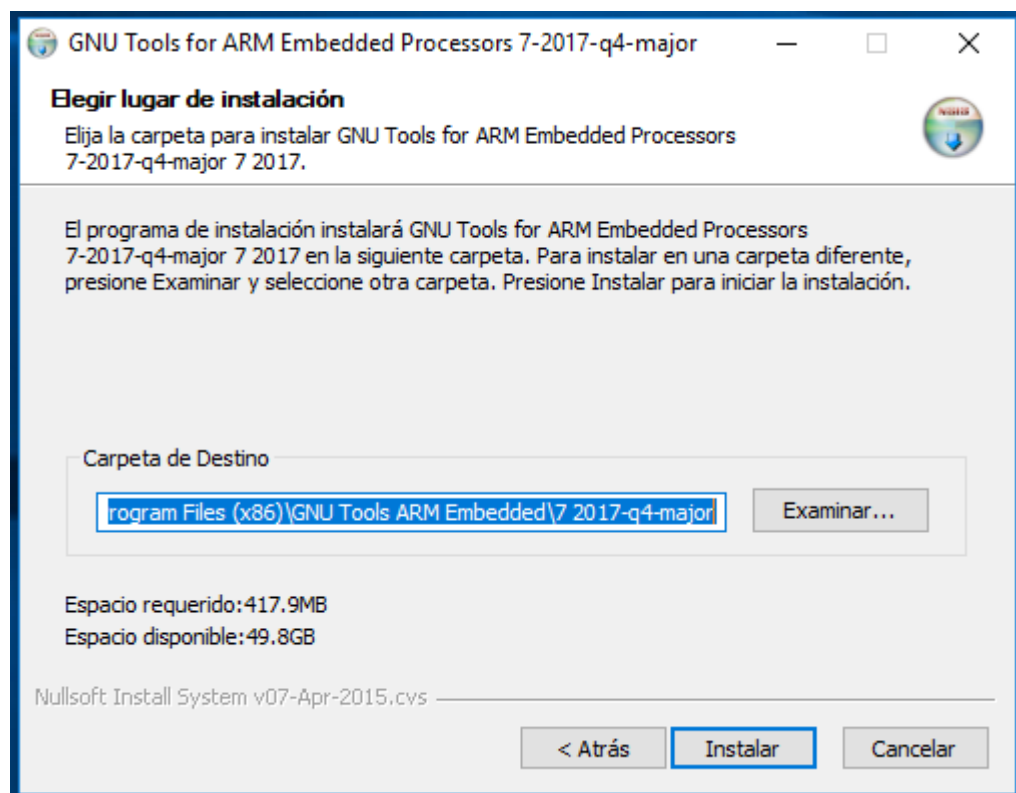 GNU Tools for ARM Embedded Processors 7-2017-q4-major
Elegir lugar de instalación
Elija la carpeta para instalar GNU Tools for ARM Embedded Processors
7-2017-q4-major 7 2017.
El programa de instalación instalará GNU Tools for ARM Embedded Processors
7-2017-q4-major 7 2017 en la siguiente carpeta. Para instalar en una carpeta diferente,
presione Examinar y seleccione otra carpeta. Presione Instalar para iniciar la instalación.
Carpeta de Destino
rogram Files (x86)\GNU Tools ARM Embedded\7 2017-q4-major
Examinar...
Espacio requerido:417.9MB
Espacio disponible:49.8GB
Nullsoft Install System v07-Apr-2015.cvs
< Atrás
Instalar
Cancelar